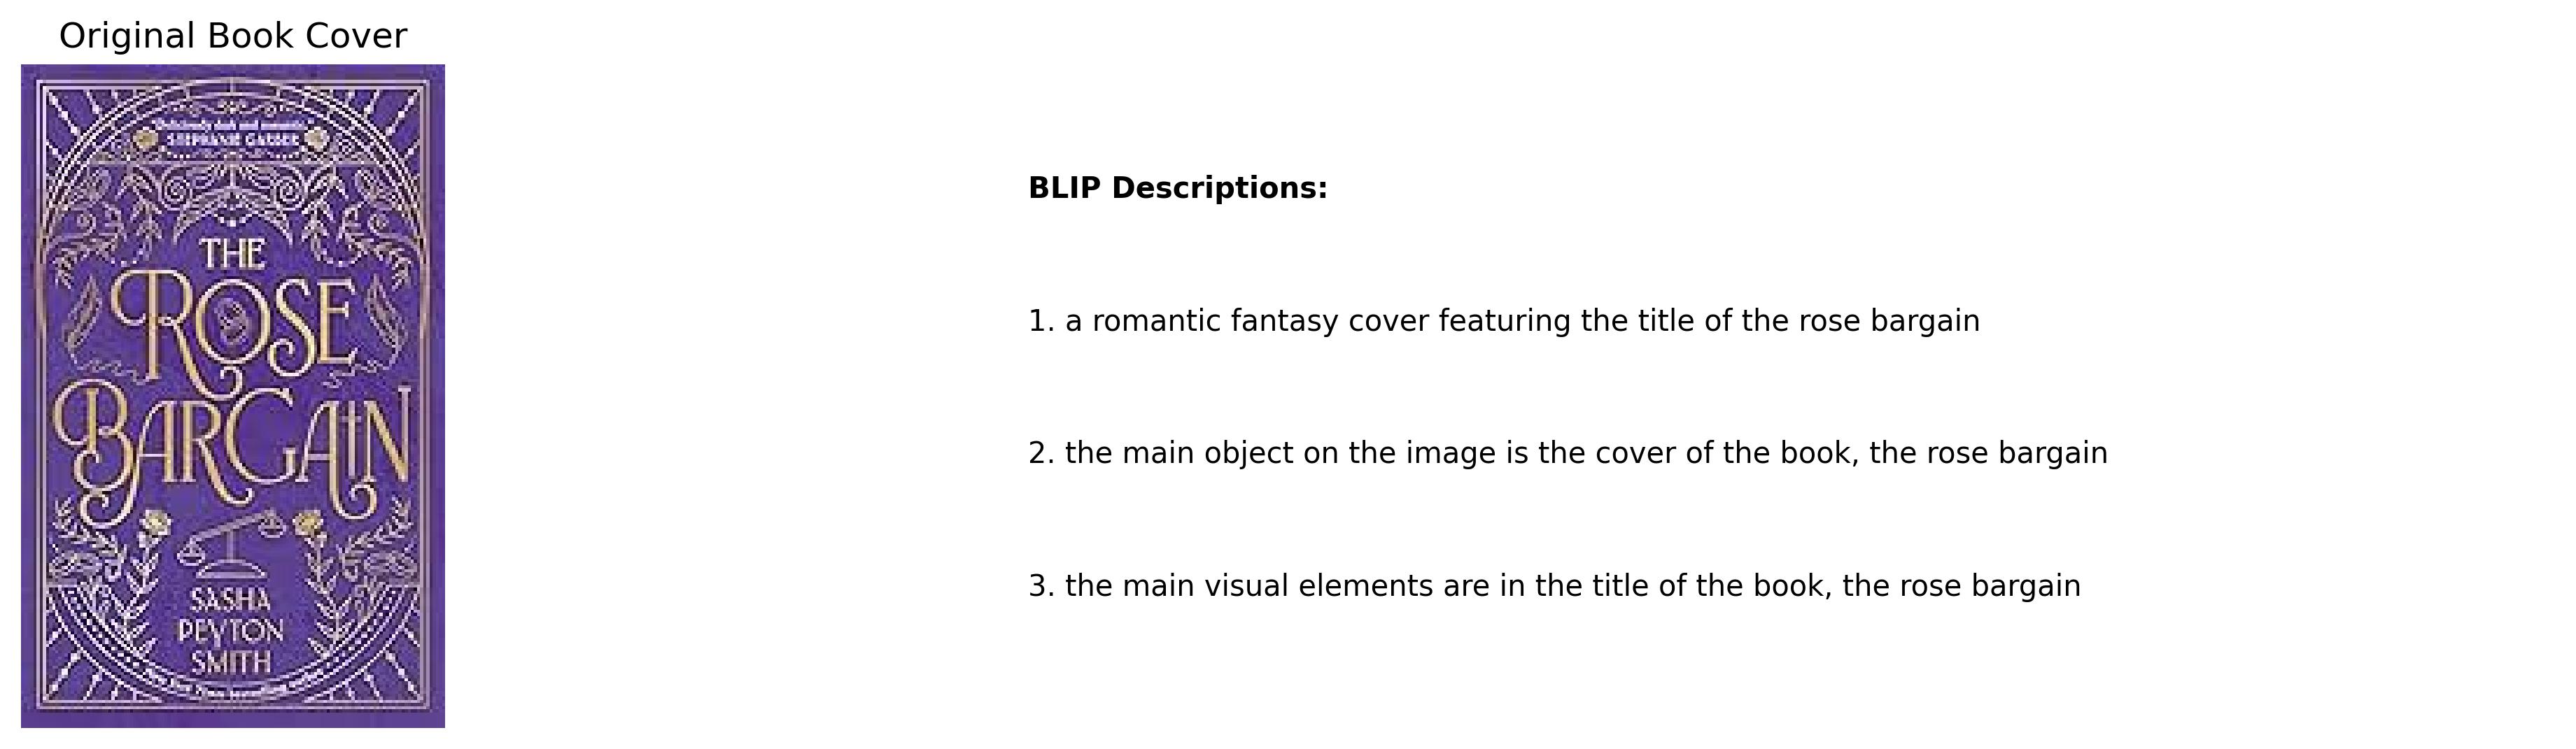 Original Book Cover
STEPHANIE GARBER
THE
ROSE
BARGAIN
SASHA
PEYTON
SMITH
BLIP Descriptions:
1. a romantic fantasy cover featuring the title of the rose bargain
2. the main object on the image is the cover of the book, the rose bargain
3. the main visual elements are in the title of the book, the rose bargain